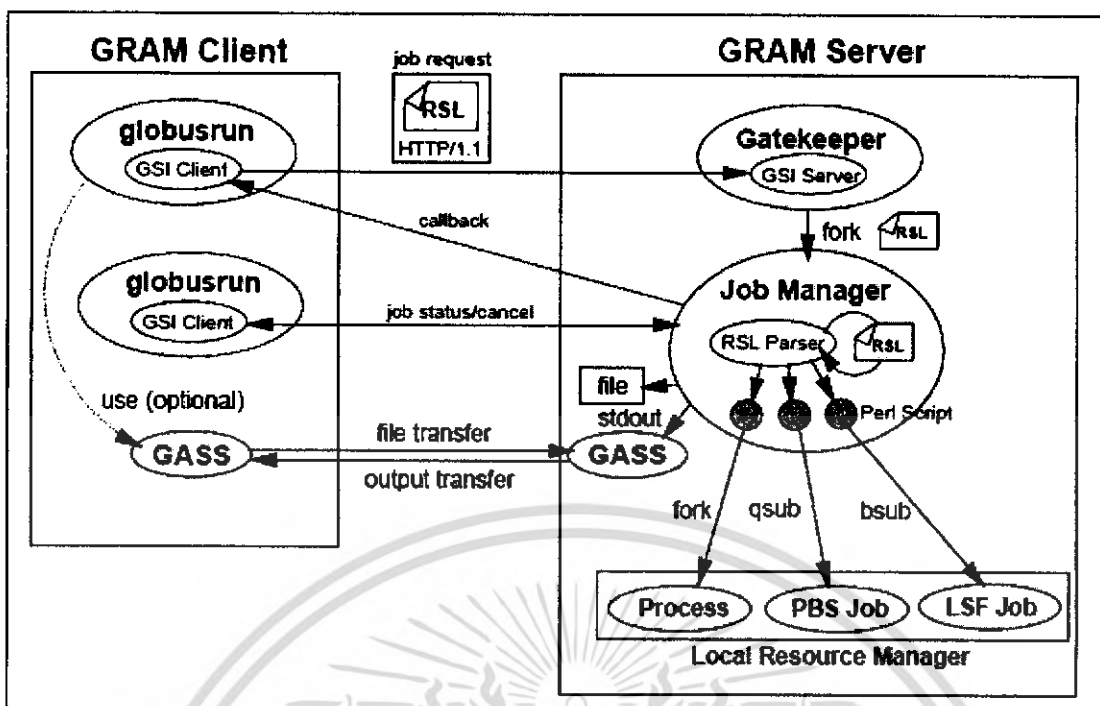 GRAM Client
job request
GRAM Server
RSL
HTTP/1.1
globusrun
GSI Client
Gatekeeper
GSI Server
callback
fork
RSL
globusrun
GSI Client
job status/cancel
Job Manager
RSL Parser
RSL
file
Perl Script
use (optional)
stdout
GASS
file transfer
output transfer
GASS
fork
qsub
bsub
Process
PBS Job
LSF Job
Local Resource Manager